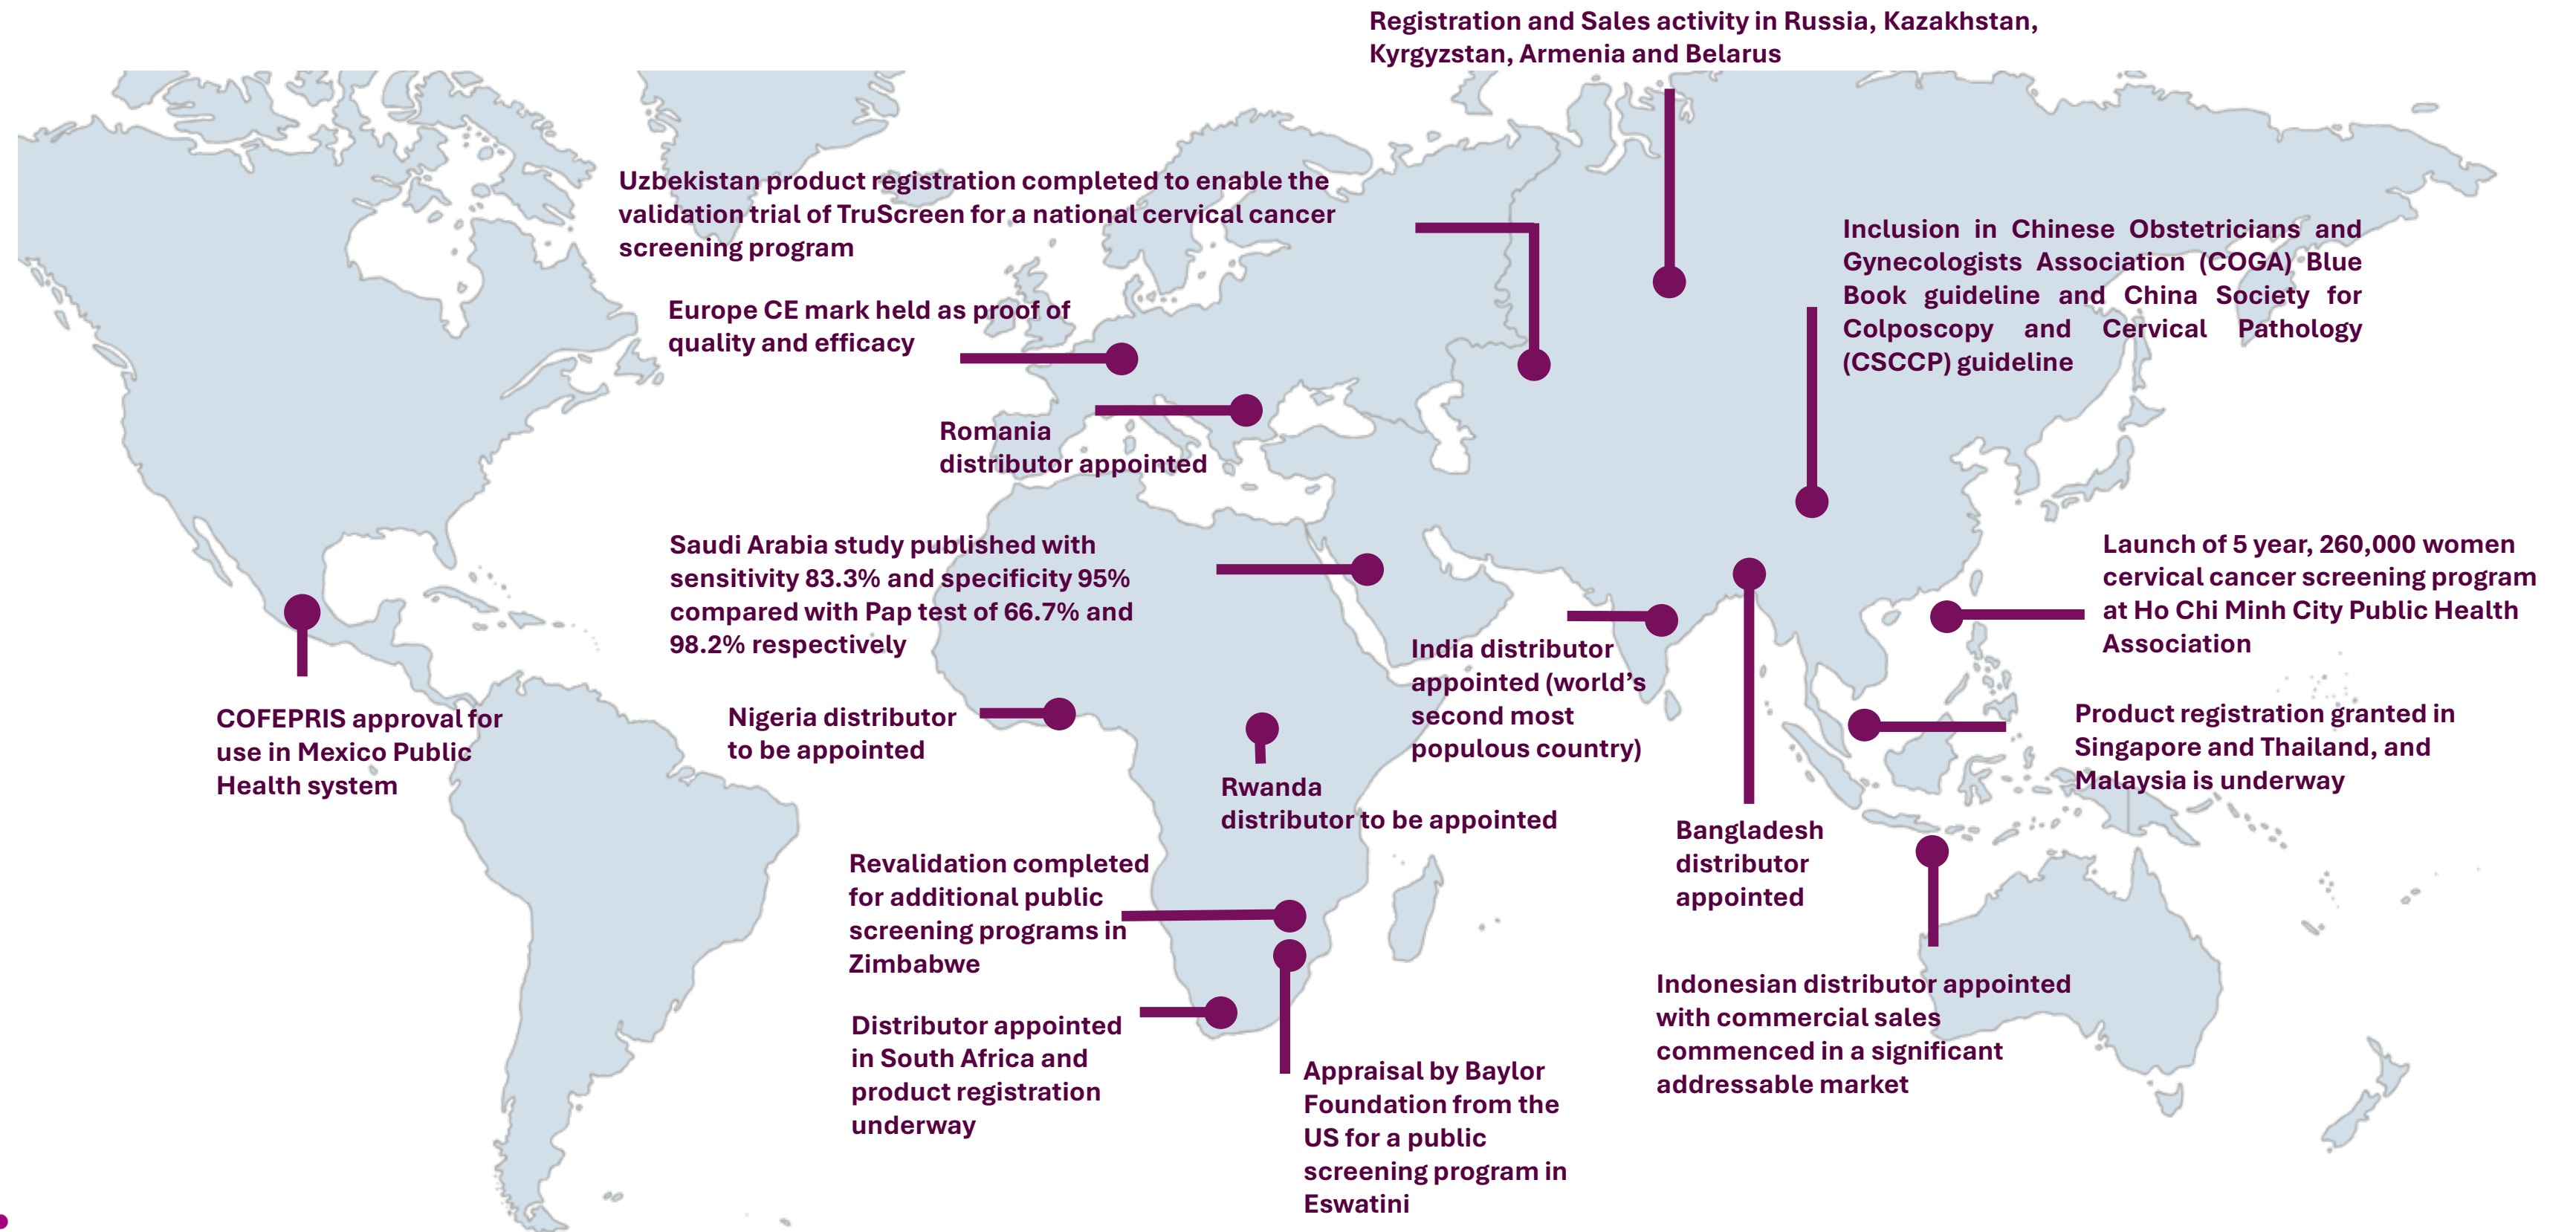 Registration and Sales activity in Russia, Kazakhstan,
Kyrgyzstan, Armenia and Belarus
Uzbekistan product registration completed to enable the
validation trial of TruScreen for a national cervical cancer
screening program
Inclusion in Chinese Obstetricians and
Gynecologists Association (COGA) Blue
Book guideline and China Society for
Colposcopy and Cervical Pathology
(CSCCP) guideline
Europe CE mark held as proof of
quality and efficacy
Romania
distributor appointed
Saudi Arabia study published with
sensitivity 83.3% and specificity 95%
compared with Pap test of 66.7% and
98.2% respectively
Launch of 5 year, 260,000 women
cervical cancer screening program
at Ho Chi Minh City Public Health
Association
India distributor
appointed (world’s
second most
populous country)
COFEPRIS approval for
use in Mexico Public
Health system
Nigeria distributor
to be appointed
Product registration granted in
Singapore and Thailand, and
Malaysia is underway
Rwanda
distributor to be appointed
Bangladesh
distributor
appointed
Revalidation completed
for additional public
screening programs in
Zimbabwe
Indonesian distributor appointed
with commercial sales
commenced in a significant
addressable market
Distributor appointed
in South Africa and
product registration
underway
Appraisal by Baylor
Foundation from the
US for a public
screening program in
Eswatini